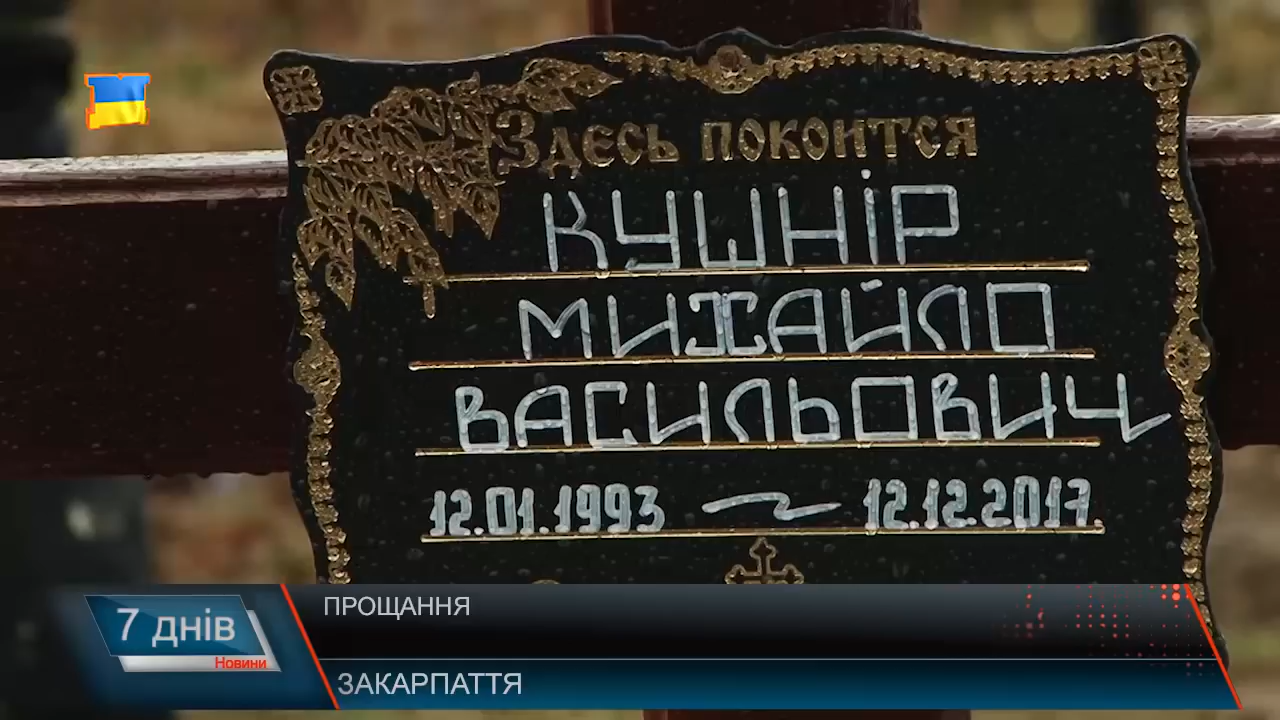 Здесь покоится
КУШНІР
МИХАЙЛО
ВАСИЛЬОВИЧ
12.01.1993 ~ 12.12.2017.
7 днів
Новини
ПРОЩАННЯ
ЗАКАРПАТТЯ